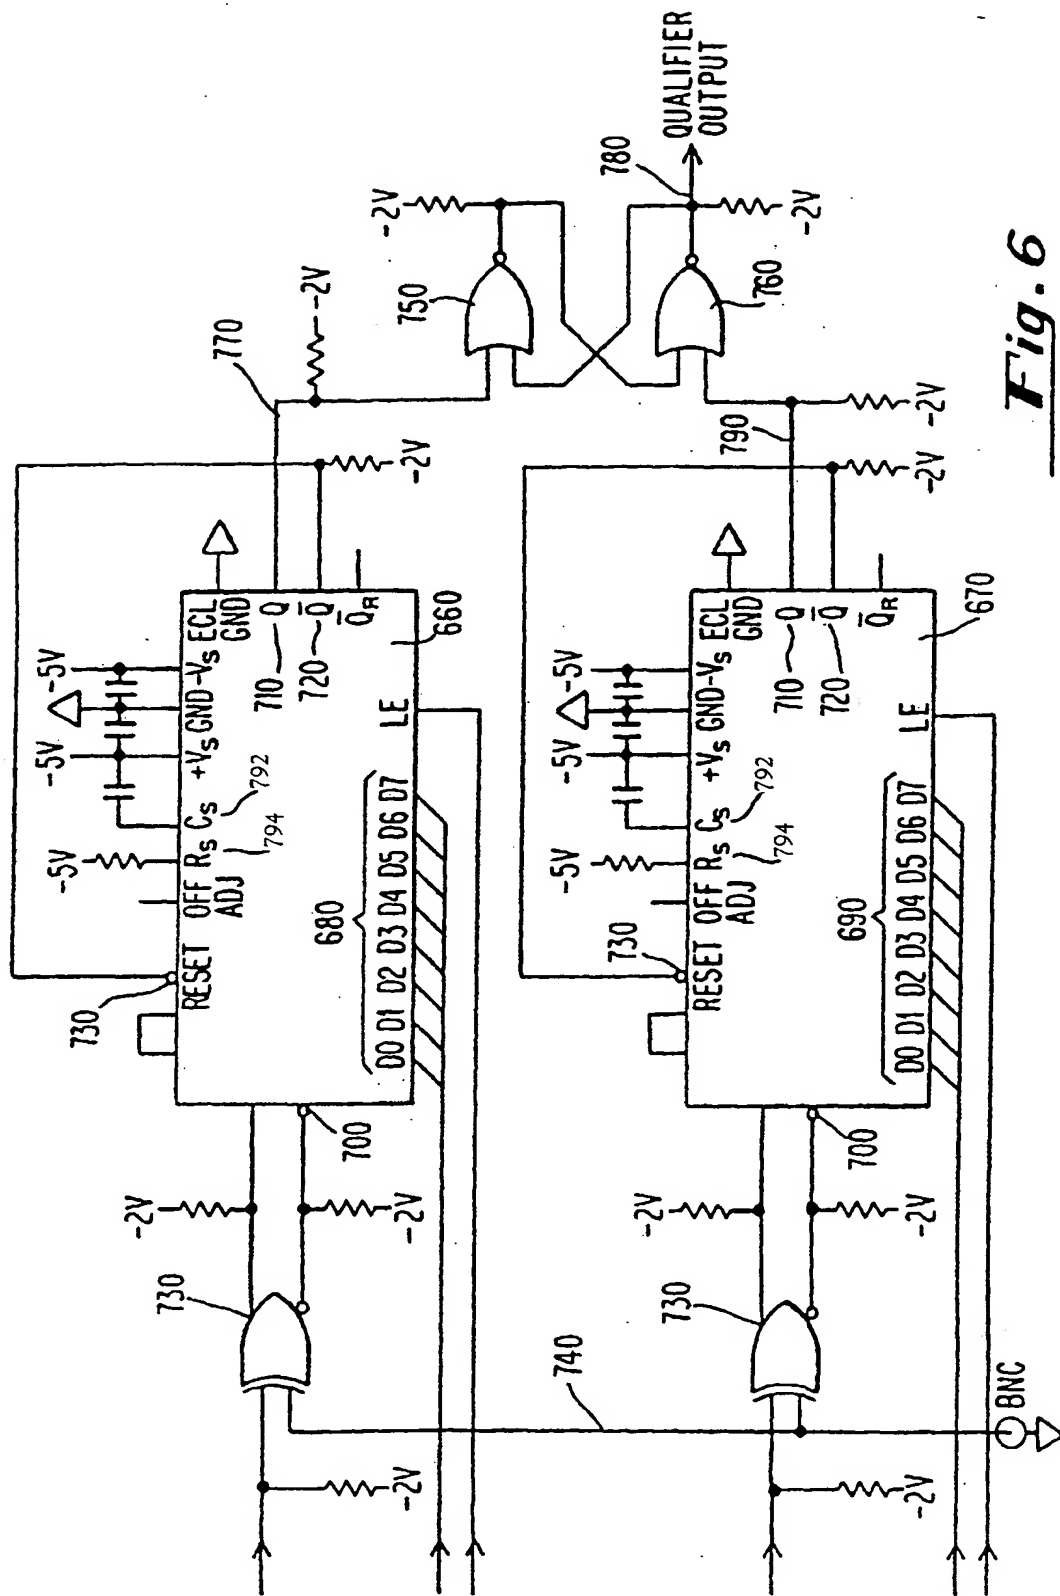 -5V
-5V
-5V
730
RESET
OFF
ADJ
RS
CS
+VS
GND
-VS
ECL
GND
794
792
710
Q
720
Q̅
Q̅R
680
D0 D1 D2 D3 D4 D5 D6 D7
LE
660
700
-2V
-2V
730
-2V
-2V
770
-2V
-2V
750
780
QUALIFIER
OUTPUT
-2V
760
790
-2V
-2V
-5V
-5V
-5V
730
RESET
OFF
ADJ
RS
CS
+VS
GND
-VS
ECL
GND
794
792
710
Q
720
Q̅
Q̅R
690
D0 D1 D2 D3 D4 D5 D6 D7
LE
670
700
-2V
-2V
730
740
-2V
BNC
Fig. 6